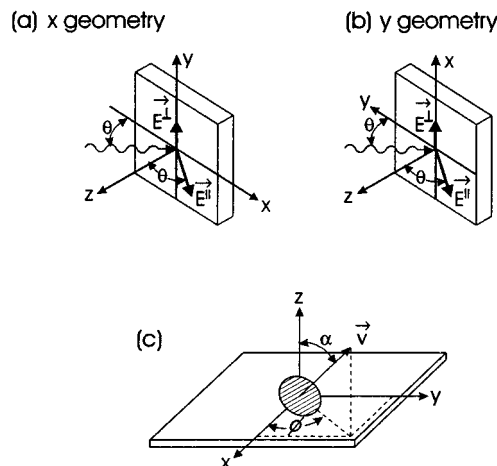 (a) x geometry
(b) y geometry
y
E⊥
θ
z
θ
E||
x
x
y
E⊥
θ
z
θ
E||
(c)
z
α
v
y
ϕ
x